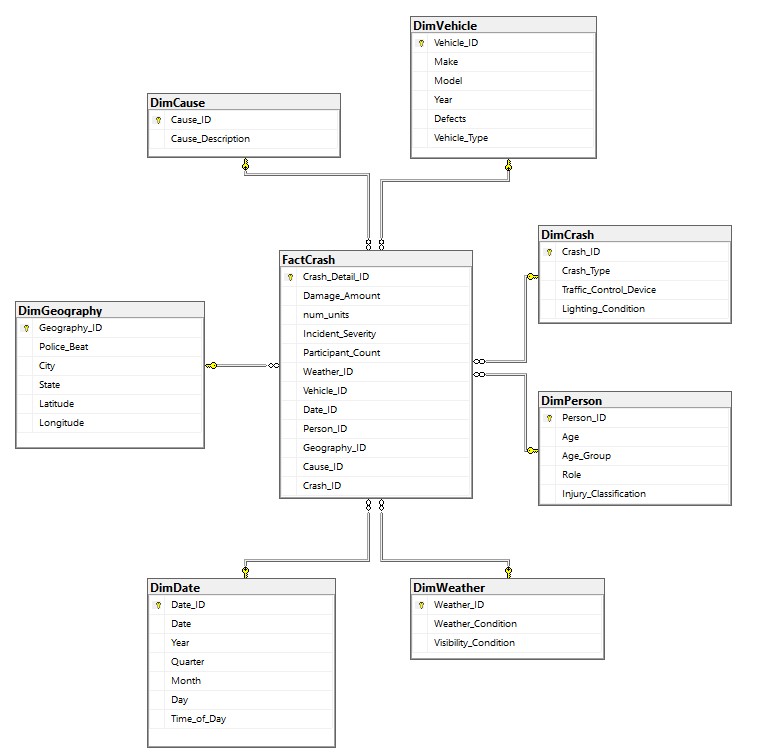 DimVehicle
Vehicle_ID
Make
Model
Year
Defects
Vehicle_Type
DimCause
Cause_ID
Cause_Description
DimCrash
Crash_ID
Crash_Type
Traffic_Control_Device
Lighting_Condition
FactCrash
Crash_Detail_ID
Damage_Amount
num_units
Incident_Severity
Participant_Count
Weather_ID
Vehicle_ID
Date_ID
Person_ID
Geography_ID
Cause_ID
Crash_ID
DimGeography
Geography_ID
Police_Beat
City
State
Latitude
Longitude
DimPerson
Person_ID
Age
Age_Group
Role
Injury_Classification
DimDate
Date_ID
Date
Year
Quarter
Month
Day
Time_of_Day
DimWeather
Weather_ID
Weather_Condition
Visibility_Condition